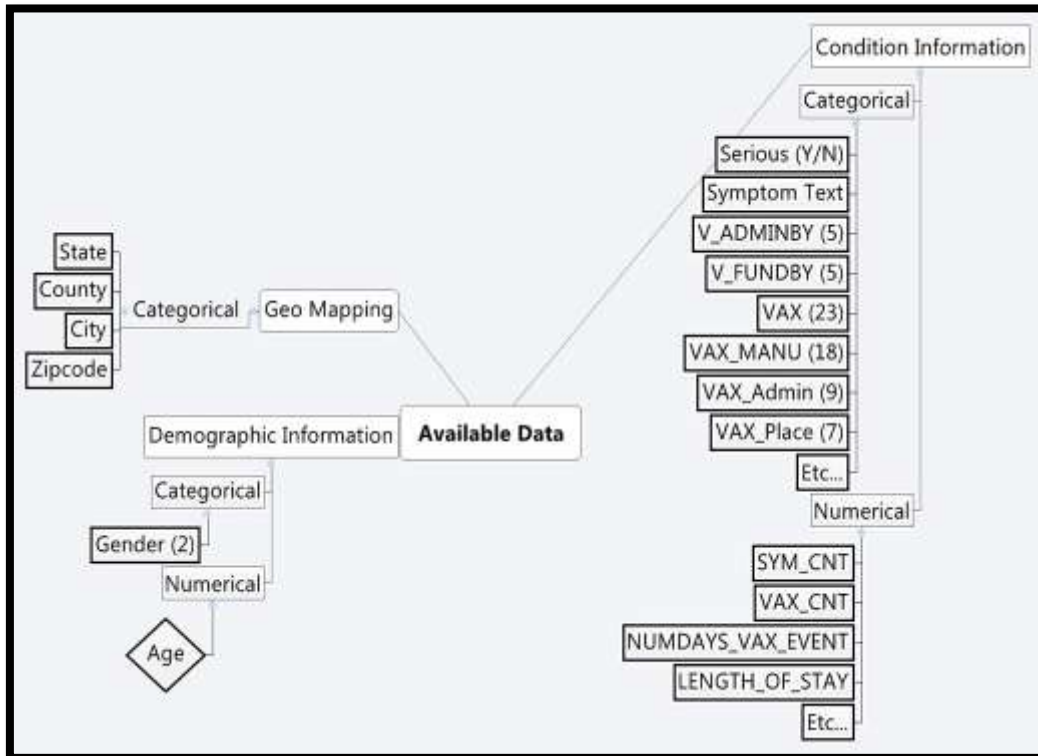 Condition Information
Categorical
Serious (Y/N)
Symptom Text
V_ADMINBY (5)
V_FUNDBY (5)
VAX (23)
VAX_MANU (18)
VAX_Admin (9)
VAX_Place (7)
Etc...
Numerical
SYM_CNT
VAX_CNT
NUMDAYS_VAX_EVENT
LENGTH_OF_STAY
Etc...
State
County
City
Zipcode
Categorical
Geo Mapping
Available Data
Demographic Information
Categorical
Gender (2)
Numerical
Age